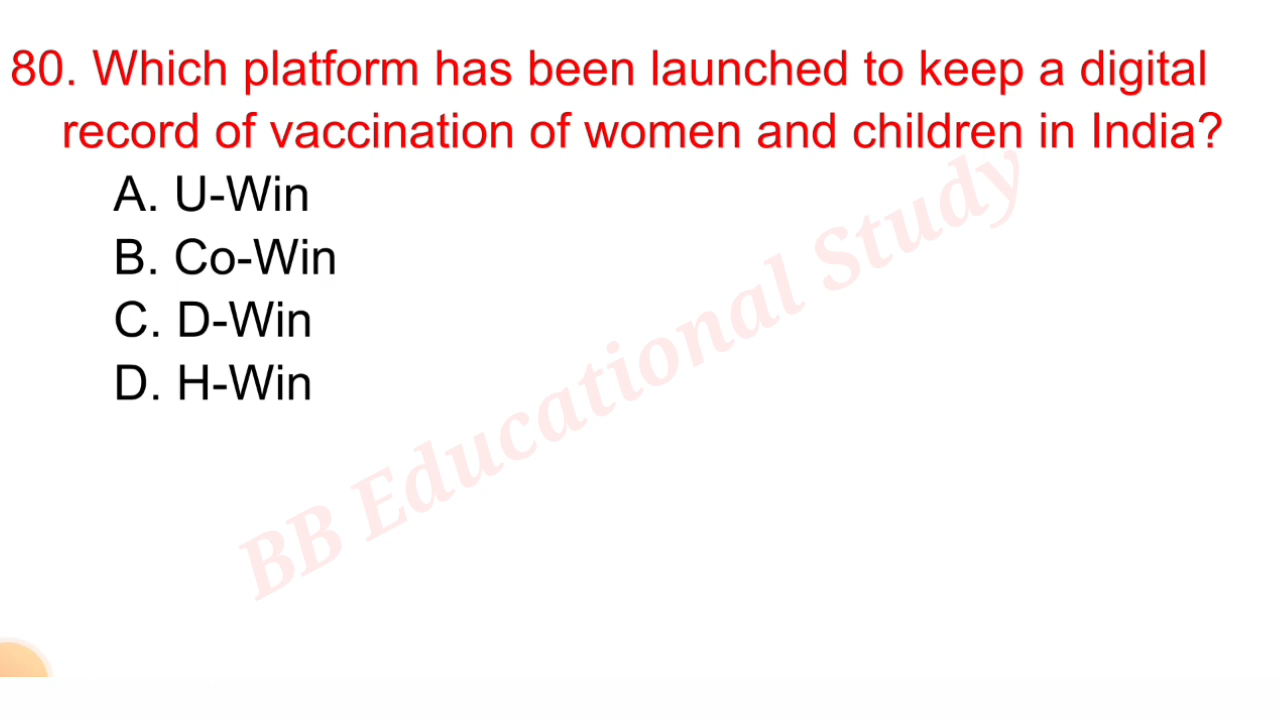 80. Which platform has been launched to keep a digital
record of vaccination of women and children in India?
A. U-Win
B. Co-Win
C. D-Win
D. H-Win
BB Educational Study